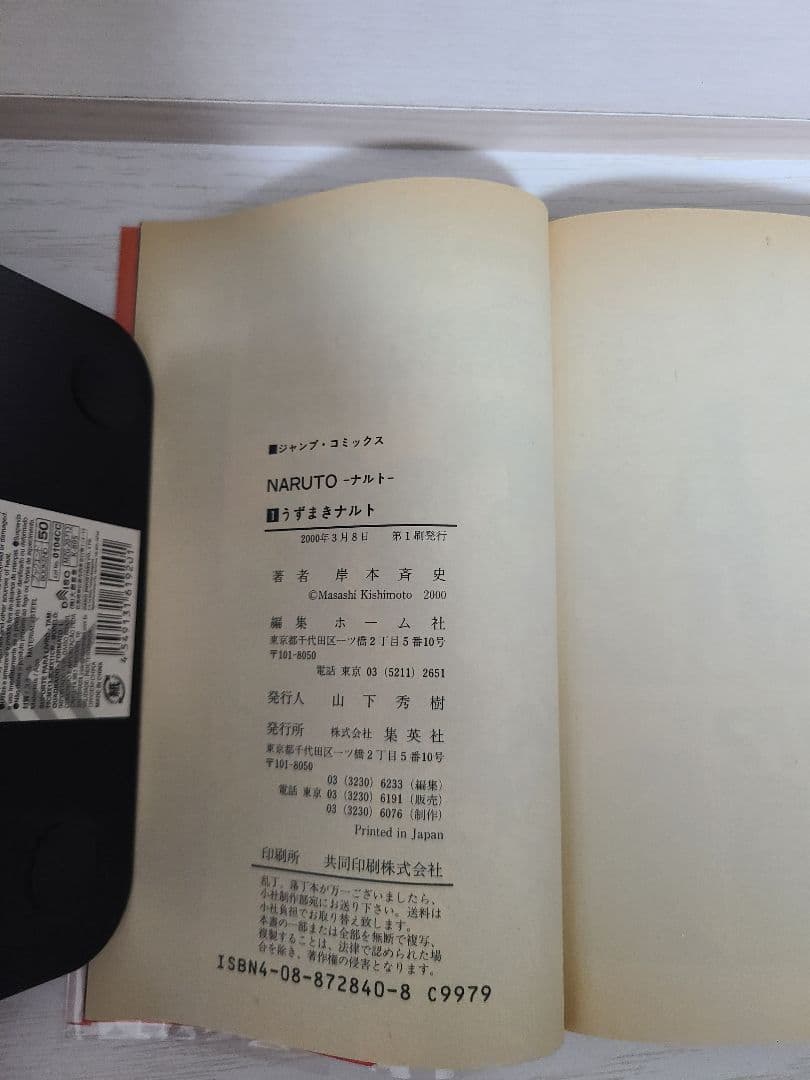 ■ジャンプ・コミックス
NARUTO -ナルト-
1 うずまきナルト
2000年3月8日 第1刷発行
著者 岸本斉史
©Masashi Kishimoto 2000
編集 ホーム社
東京都千代田区一ツ橋2丁目5番10号
〒101-8050
電話 東京 03 (5211) 2651
発行人 山下秀樹
発行所 株式会社 集英社
東京都千代田区一ツ橋2丁目5番10号
〒101-8050
03 (3230) 6233 (編集)
電話 東京 03 (3230) 6191 (販売)
03 (3230) 6076 (制作)
Printed in Japan
印刷所 共同印刷株式会社
乱丁、落丁本が万一ございましたら、
小社制作部宛にお送り下さい。送料は
小社負担でお取り替え致します。
本書の一部または全部を無断で複写、
複製することは、法律で認められた場
合を除き、著作権の侵害となります。
ISBN4-08-872840-8 C9979
50
DAISO
MADE IN CHINA
4 549131 619201